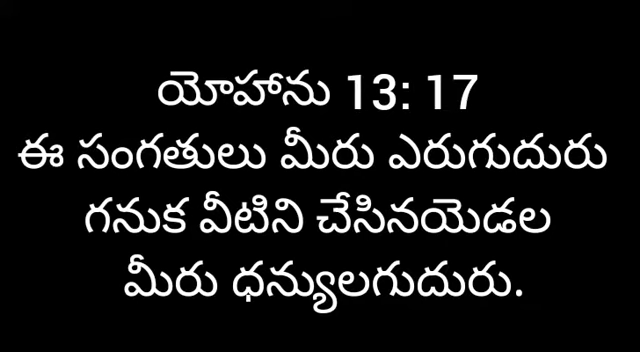 యోహాను 13: 17
ఈ సంగతులు మీరు ఎరుగుదురు
గనుక వీటిని చేసినయెడల
మీరు ధన్యులగుదురు.